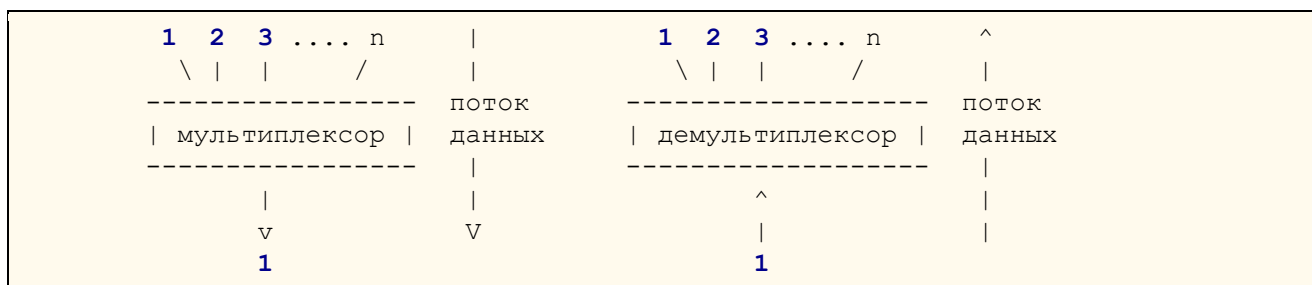 1 2 3 .... n | 1 2 3 .... n ^
\ | | / | \ | | / |
----------------- поток ------------------- поток
| мультиплексор | данных | демультиплексор | данных
----------------- | ------------------- |
| | ^ |
v V | |
1 1